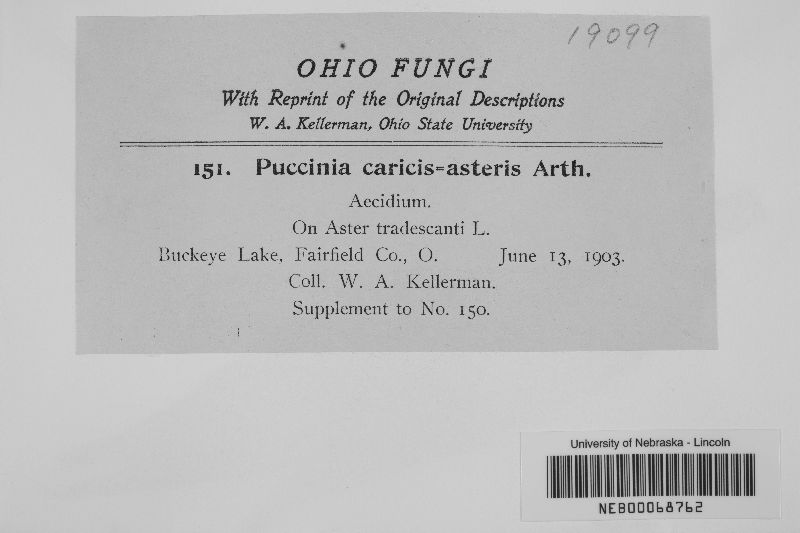 19099
OHIO FUNGI
With Reprint of the Original Descriptions
W. A. Kellerman, Ohio State University
151. Puccinia caricis=asteris Arth.
Aecidium.
On Aster tradescanti L.
Buckeye Lake, Fairfield Co., O. June 13, 1903.
Coll. W. A. Kellerman.
Supplement to No. 150.
University of Nebraska - Lincoln
NEB00068762